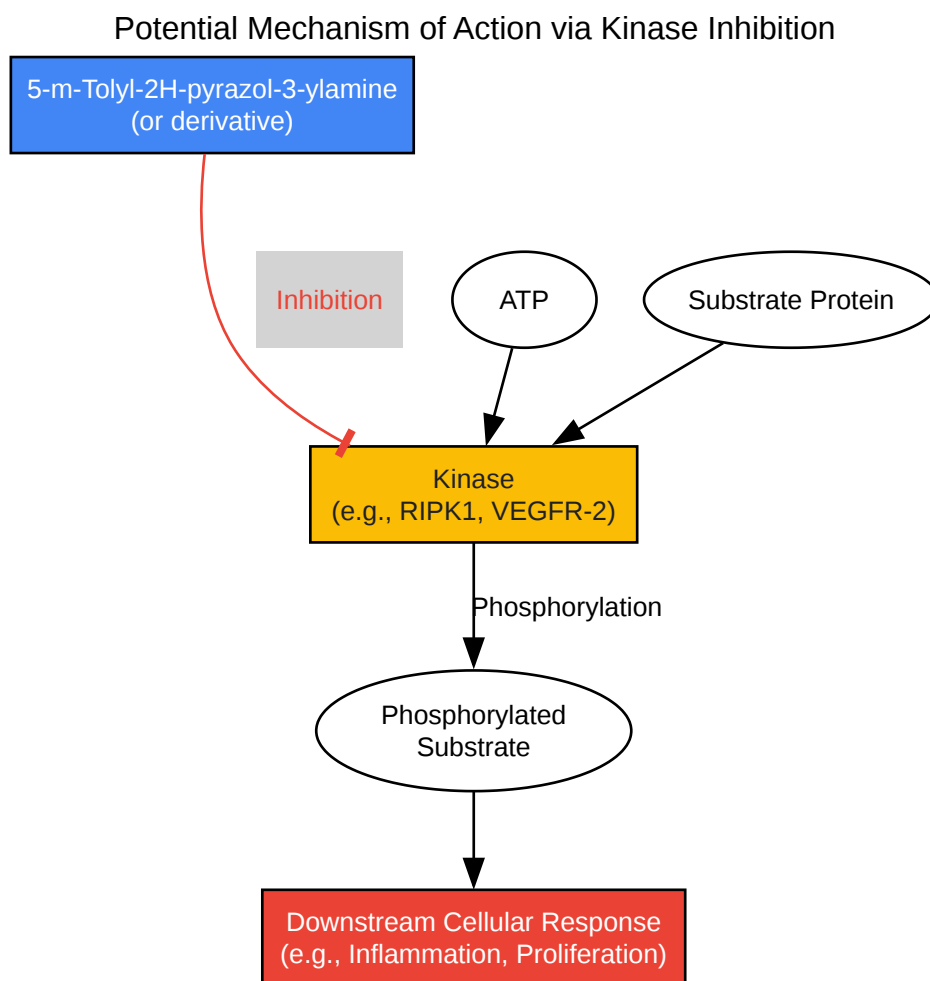 Potential Mechanism of Action via Kinase Inhibition
5-m-Tolyl-2H-pyrazol-3-ylamine
(or derivative)
Inhibition
ATP
Substrate Protein
Kinase
(e.g., RIPK1, VEGFR-2)
Phosphorylation
Phosphorylated
Substrate
Downstream Cellular Response
(e.g., Inflammation, Proliferation)